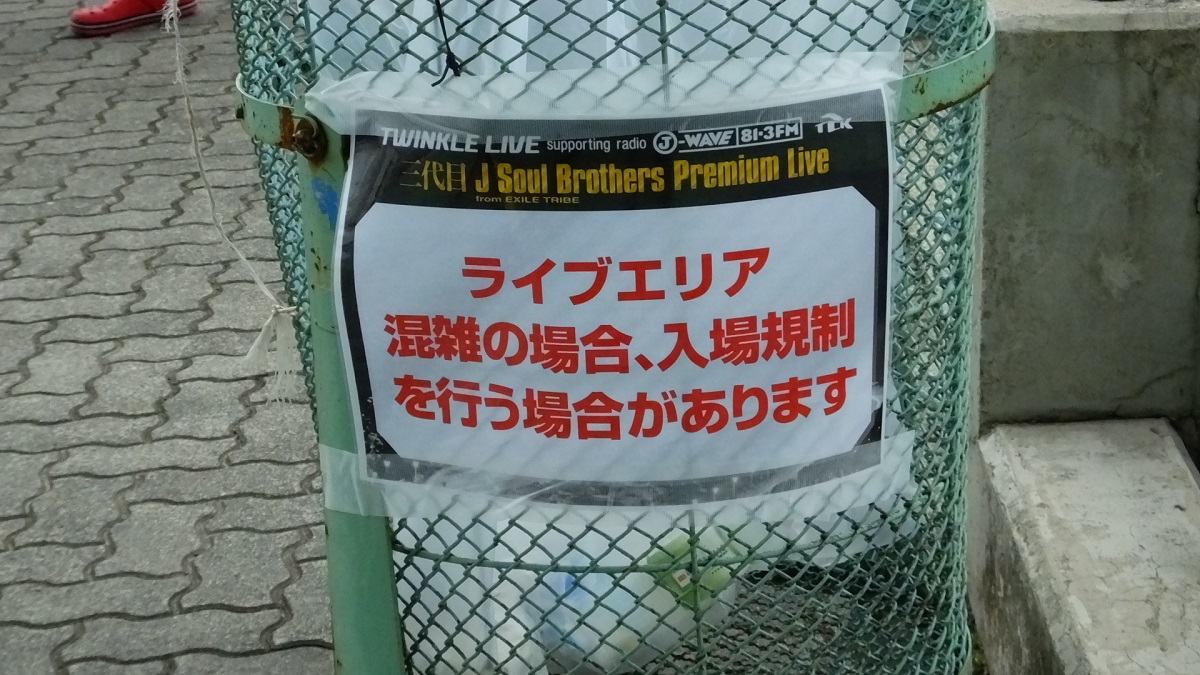 TWINKLE LIVE supporting radio J-WAVE 81.3FM TCK
三代目 J Soul Brothers Premium Live
from EXILE TRIBE
ライブエリア
混雑の場合、入場規制
を行う場合があります